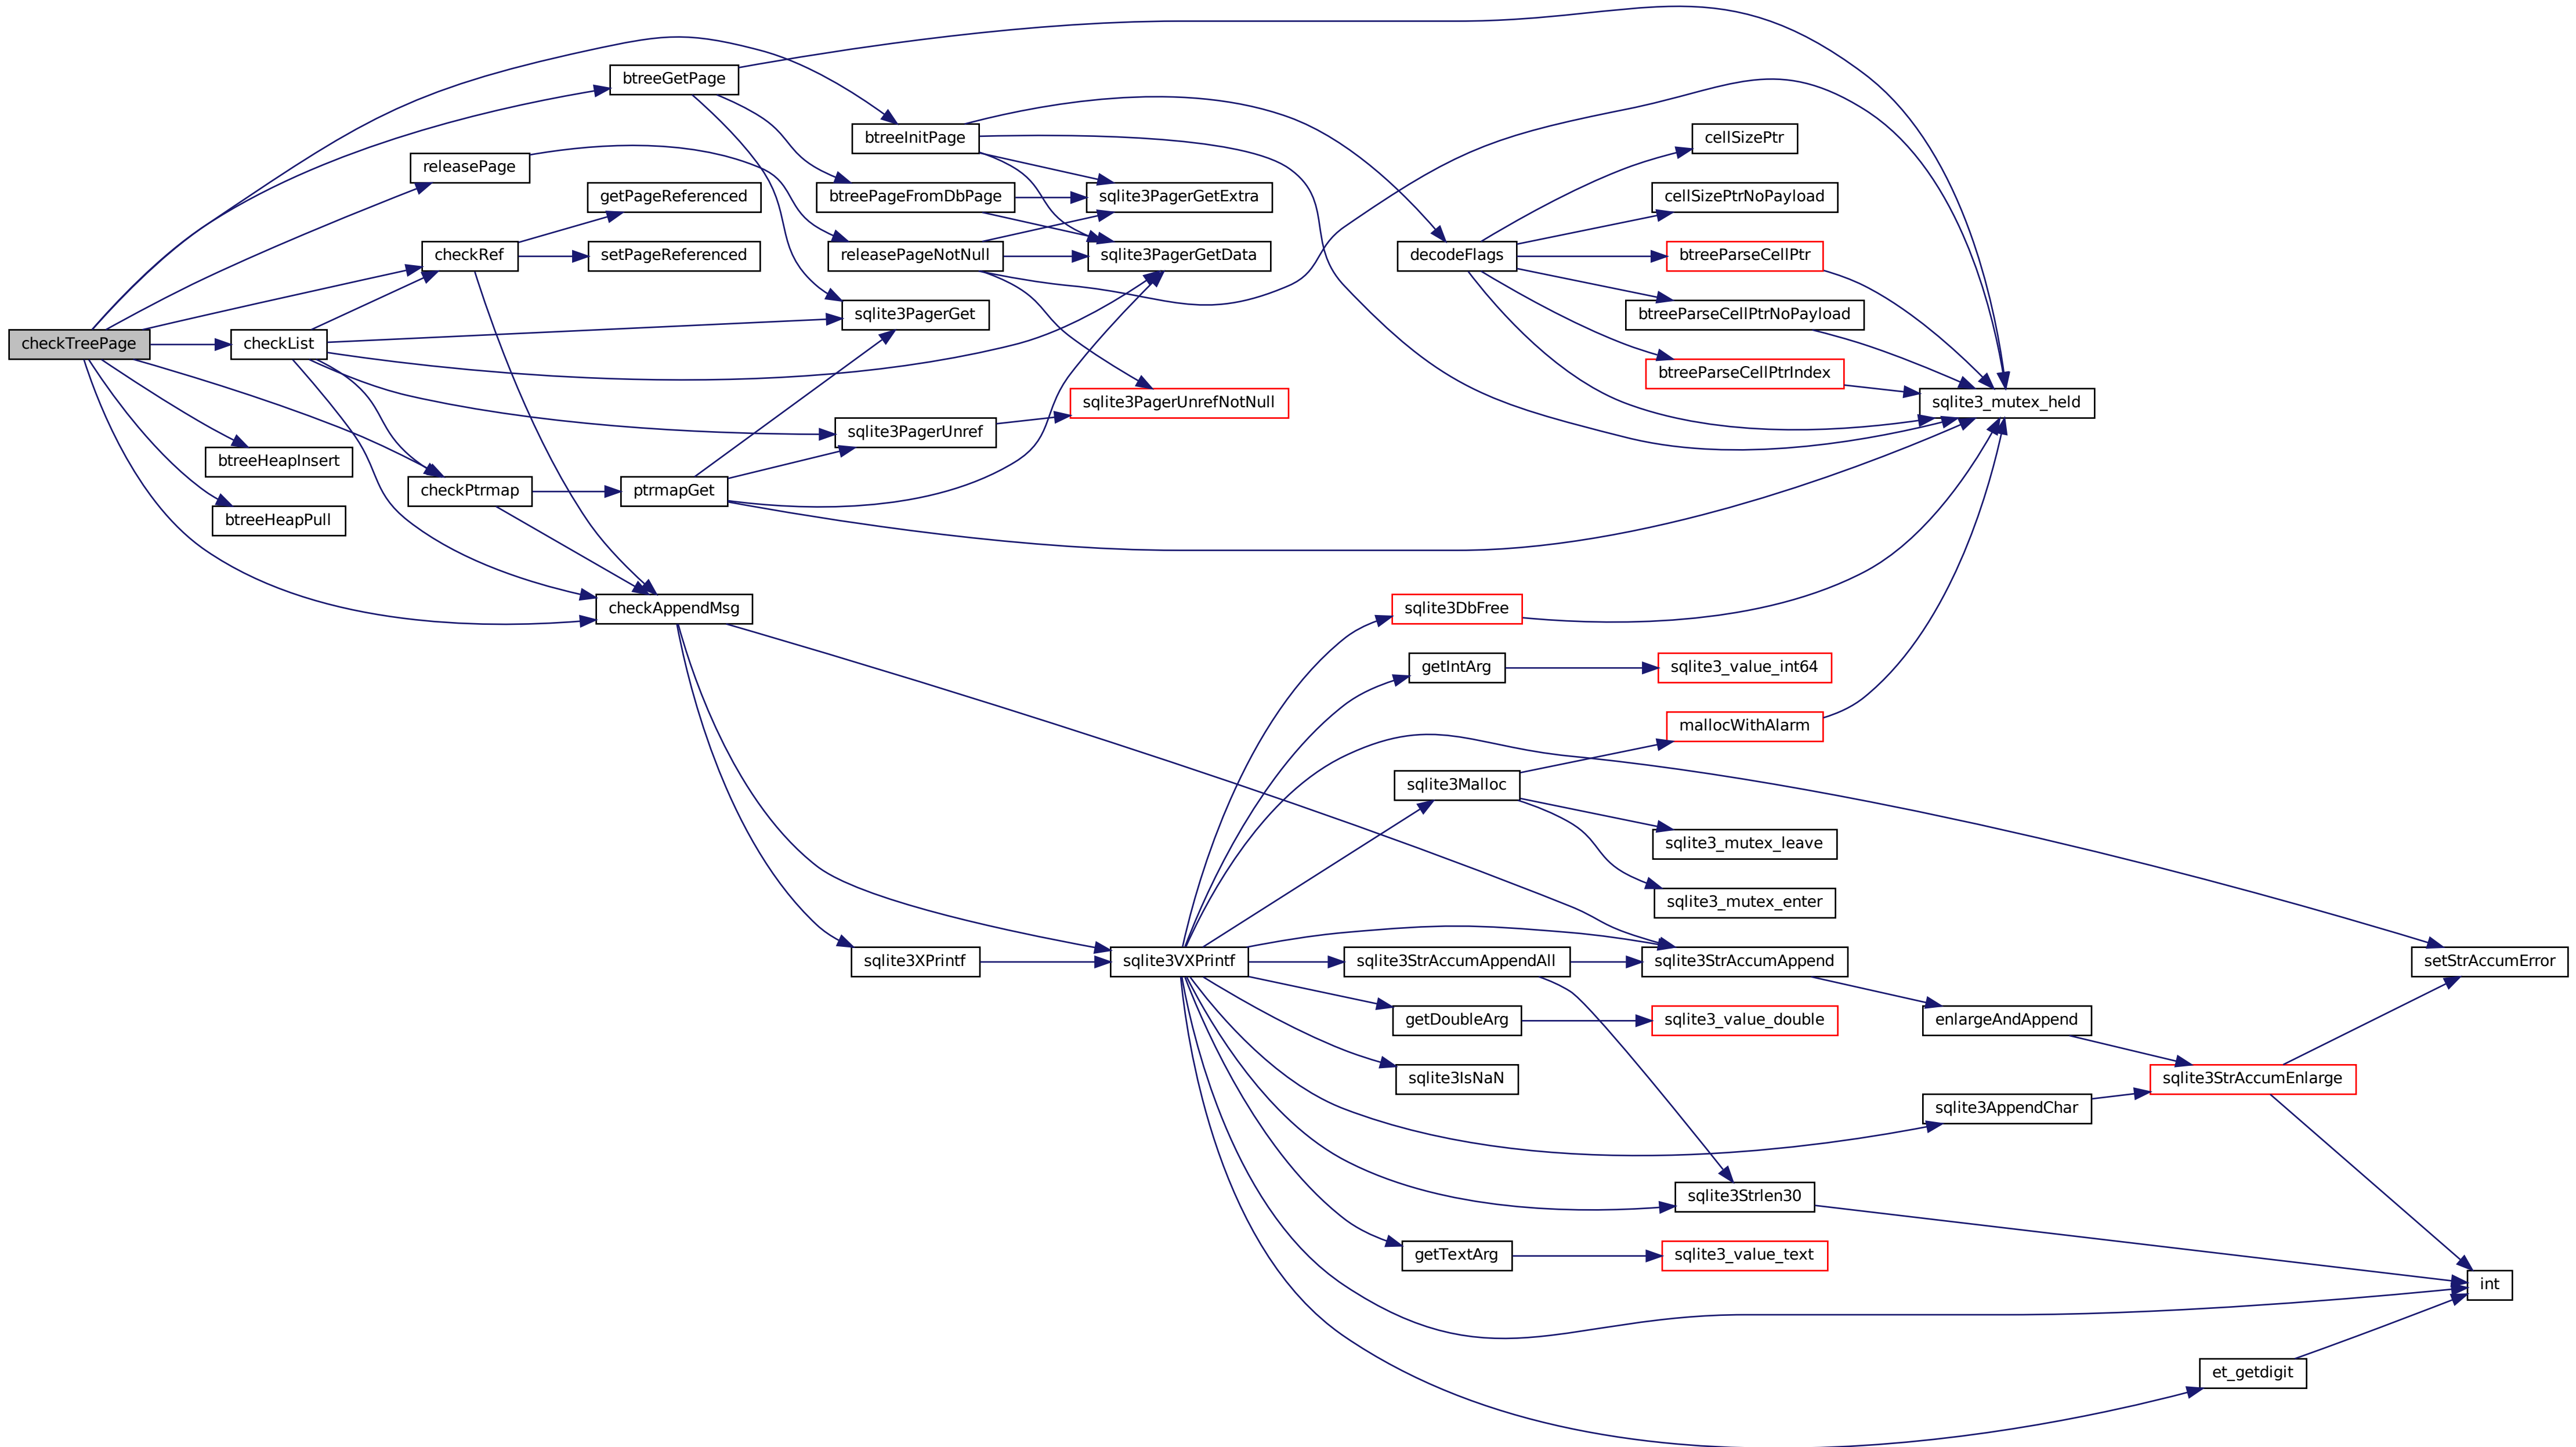 checkTreePage
btreeGetPage
btreeInitPage
releasePage
getPageReferenced
checkRef
setPageReferenced
checkList
btreePageFromDbPage
releasePageNotNull
sqlite3PagerGetExtra
sqlite3PagerGetData
sqlite3PagerGet
sqlite3PagerUnrefNotNull
sqlite3PagerUnref
btreeHeapInsert
btreeHeapPull
checkPtrmap
ptrmapGet
checkAppendMsg
decodeFlags
cellSizePtr
cellSizePtrNoPayload
btreeParseCellPtr
btreeParseCellPtrNoPayload
btreeParseCellPtrIndex
sqlite3_mutex_held
sqlite3DbFree
getIntArg
sqlite3_value_int64
mallocWithAlarm
sqlite3Malloc
sqlite3_mutex_leave
sqlite3_mutex_enter
sqlite3XPrintf
sqlite3VXPrintf
sqlite3StrAccumAppendAll
sqlite3StrAccumAppend
setStrAccumError
getDoubleArg
sqlite3_value_double
enlargeAndAppend
sqlite3IsNaN
sqlite3StrAccumEnlarge
sqlite3AppendChar
sqlite3Strlen30
getTextArg
sqlite3_value_text
int
et_getdigit